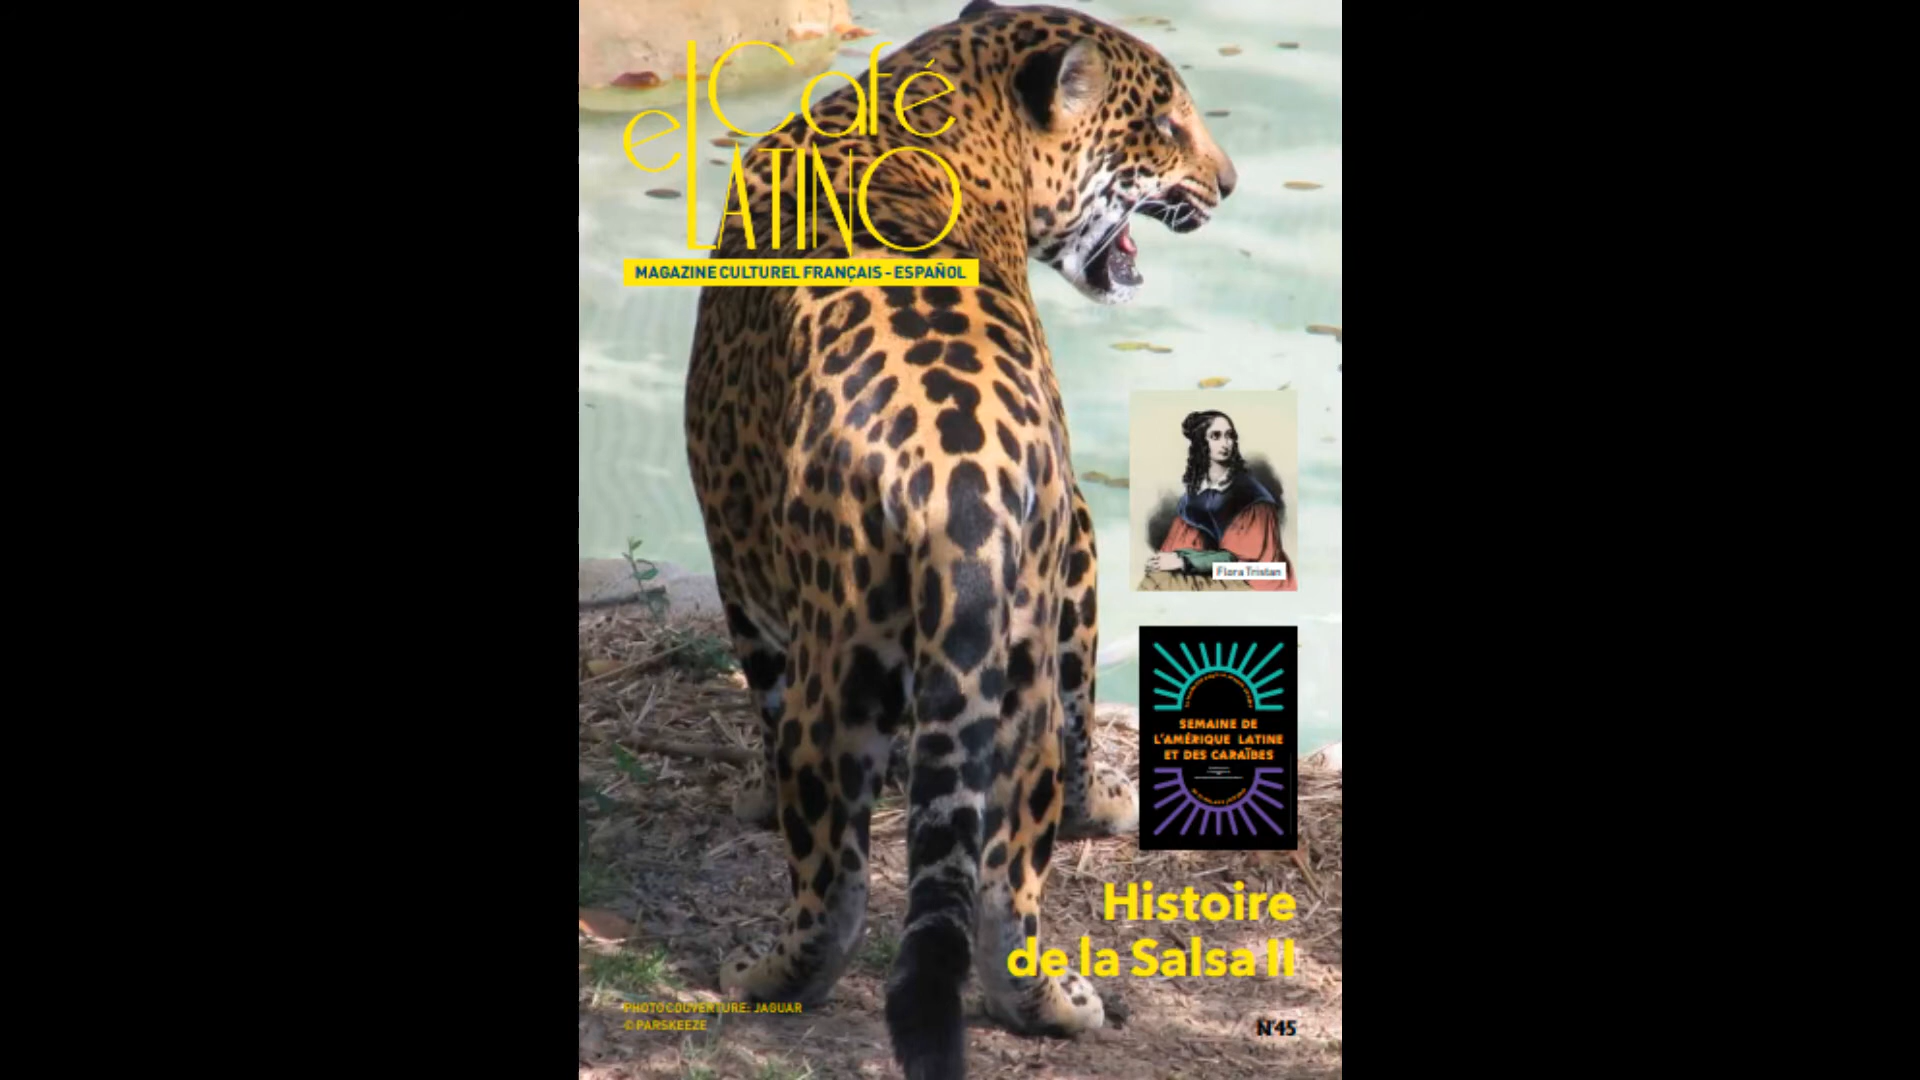 el Café
LATINO
MAGAZINE CULTUREL FRANÇAIS - ESPAÑOL
Flora Tristan
SEMAINE DE
L'AMÉRIQUE LATINE
ET DES CARAÏBES
Histoire
de la Salsa II
PHOTO COUVERTURE: JAGUAR
© PARSKEEZE
N°45